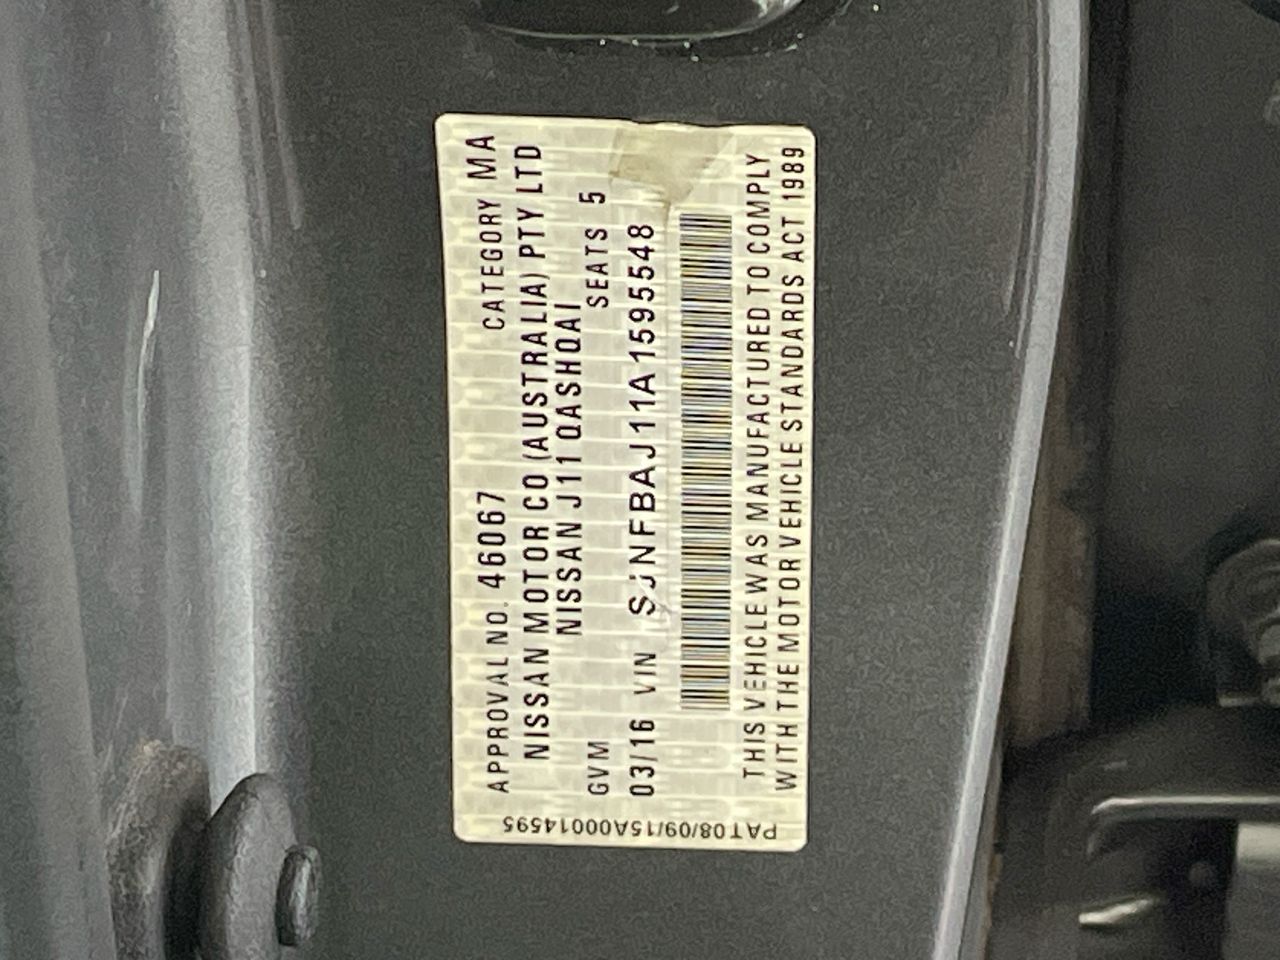 APPROVAL NO. 46067 CATEGORY MA
NISSAN MOTOR CO (AUSTRALIA) PTY LTD
NISSAN J11 QASHQAI
GVM SEATS 5
03/16 VIN SJNFBAJ11A1595548
THIS VEHICLE WAS MANUFACTURED TO COMPLY
WITH THE MOTOR VEHICLE STANDARDS ACT 1989
PAT08/09/15A00014595